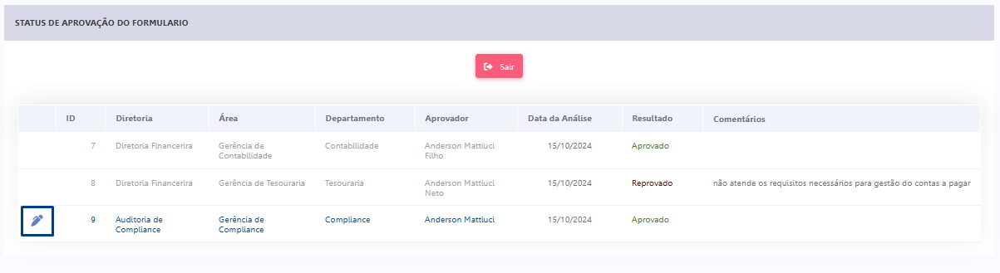 STATUS DE APROVAÇÃO DO FORMULARIO
Sair
ID Diretoria Área Departamento Aprovador Data da Análise Resultado Comentários
7 Diretoria Financerira Gerência de Contabilidade Contabilidade Anderson Mattiuci Filho 15/10/2024 Aprovado
8 Diretoria Financerira Gerência de Tesouraria Tesouraria Anderson Mattiuci Neto 15/10/2024 Reprovado não atende os requisitos necessários para gestão do contas a pagar
9 Auditoria de Compliance Gerência de Compliance Compliance Anderson Mattiuci 15/10/2024 Aprovado